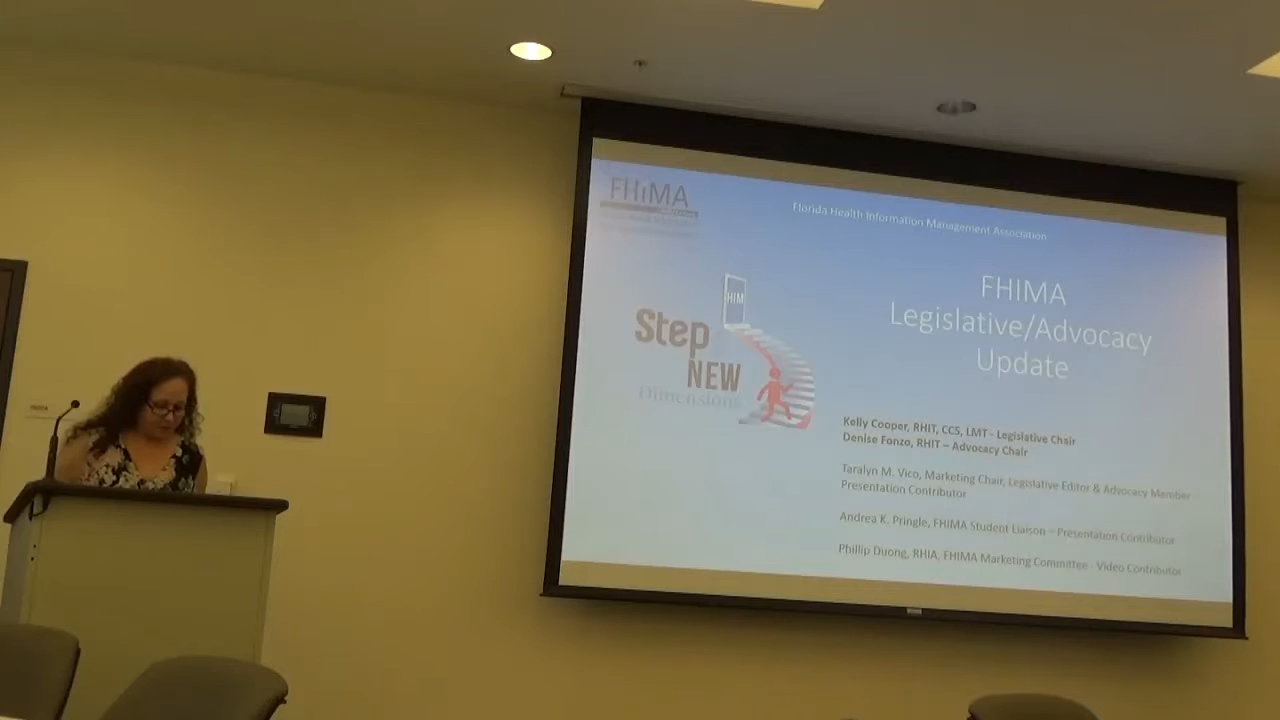 FHIMA
Florida Health Information Management Association
FHIMA
Legislative/Advocacy
Update
HIM
Step
NEW
Dimensions
Kelly Cooper, RHIT, CCS, LMT - Legislative Chair
Denise Fonzo, RHIT – Advocacy Chair
Taralyn M. Vico, Marketing Chair, Legislative Editor & Advocacy Member
Presentation Contributor
Andrea K. Pringle, FHIMA Student Liaison – Presentation Contributor
Phillip Duong, RHIA, FHIMA Marketing Committee - Video Contributor